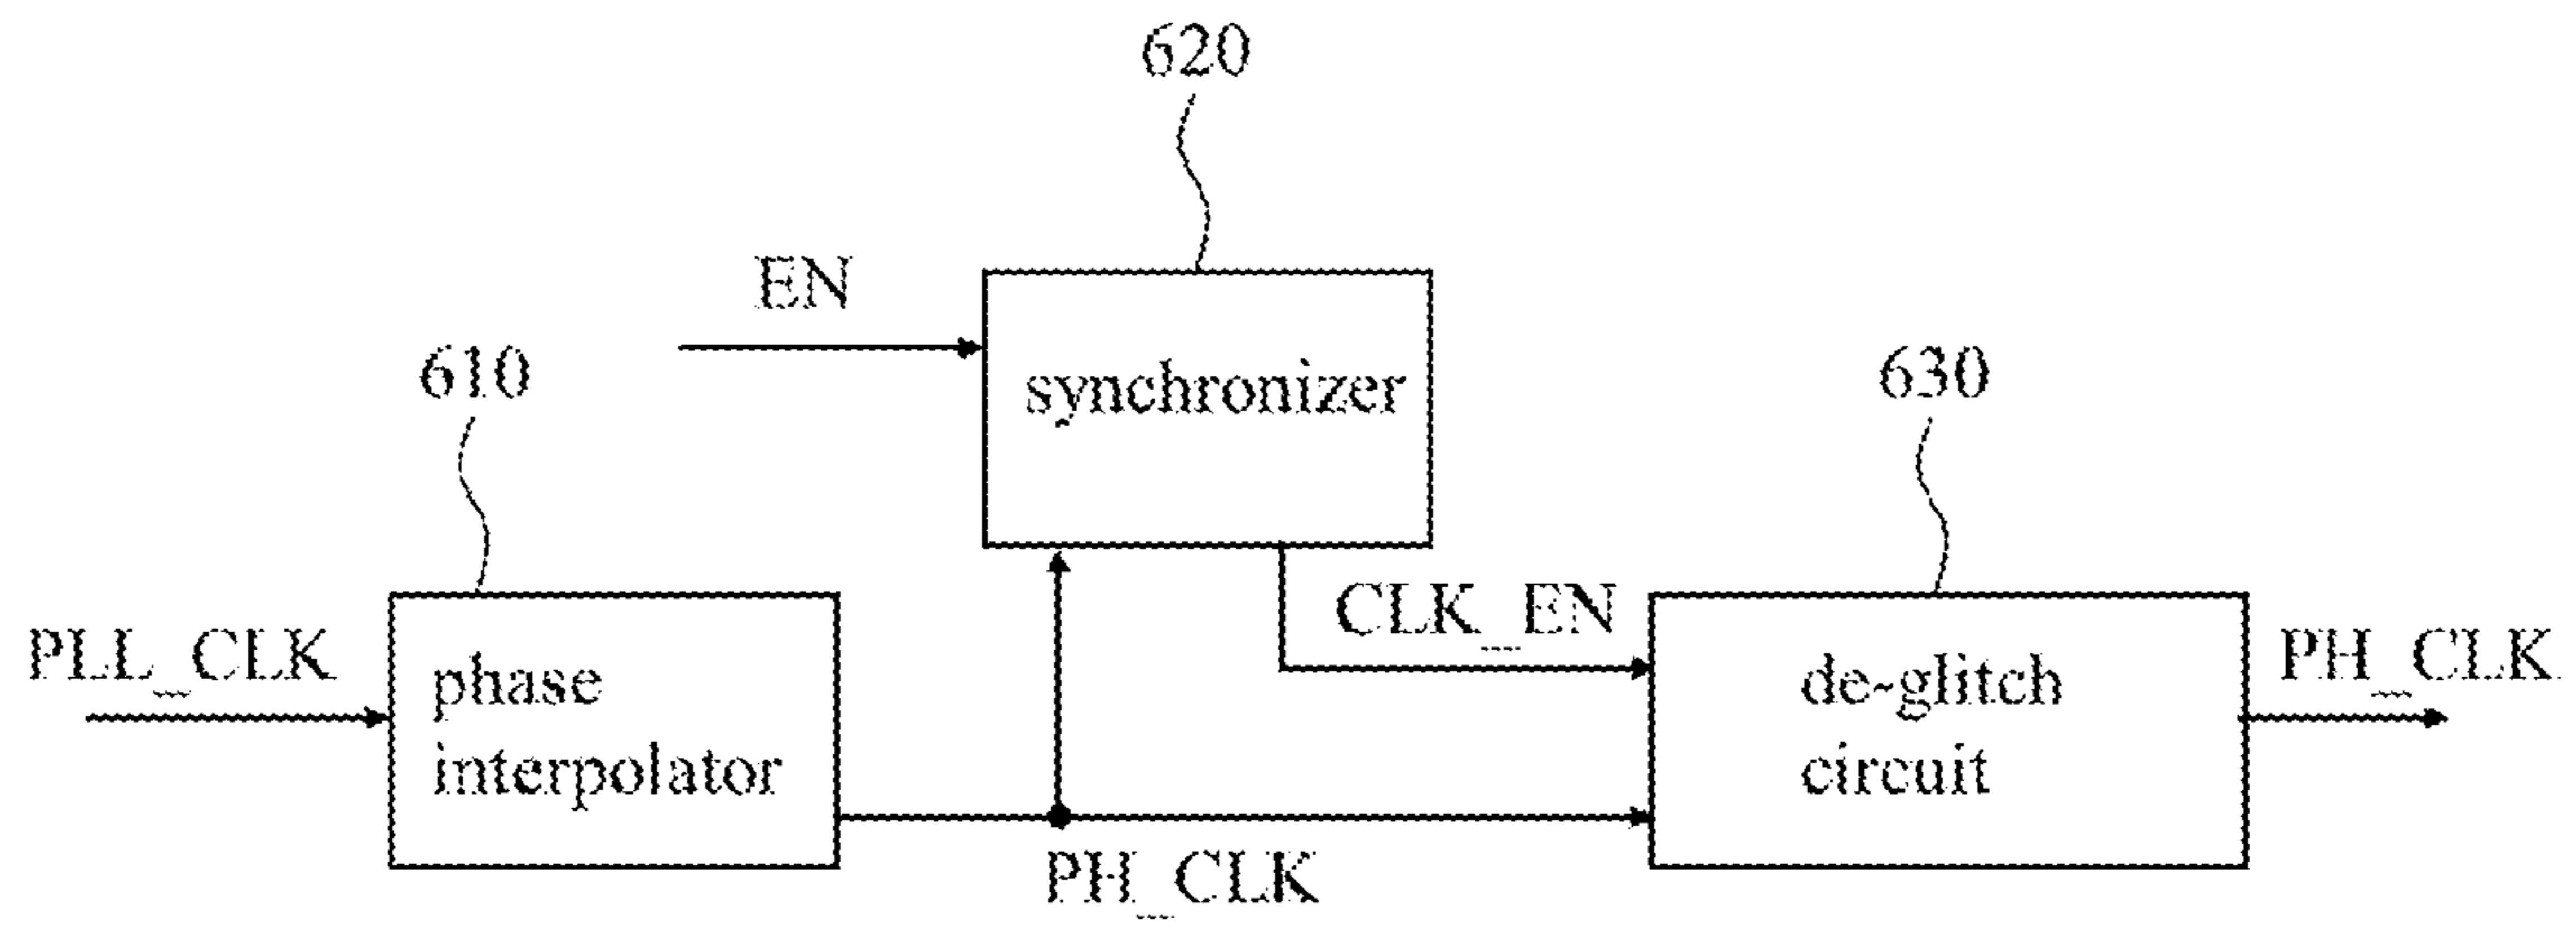 620
EN
synchronizer
610
630
PLL_CLK
phase
interpolator
CLK_EN
de-glitch
circuit
PH_CLK
PH_CLK